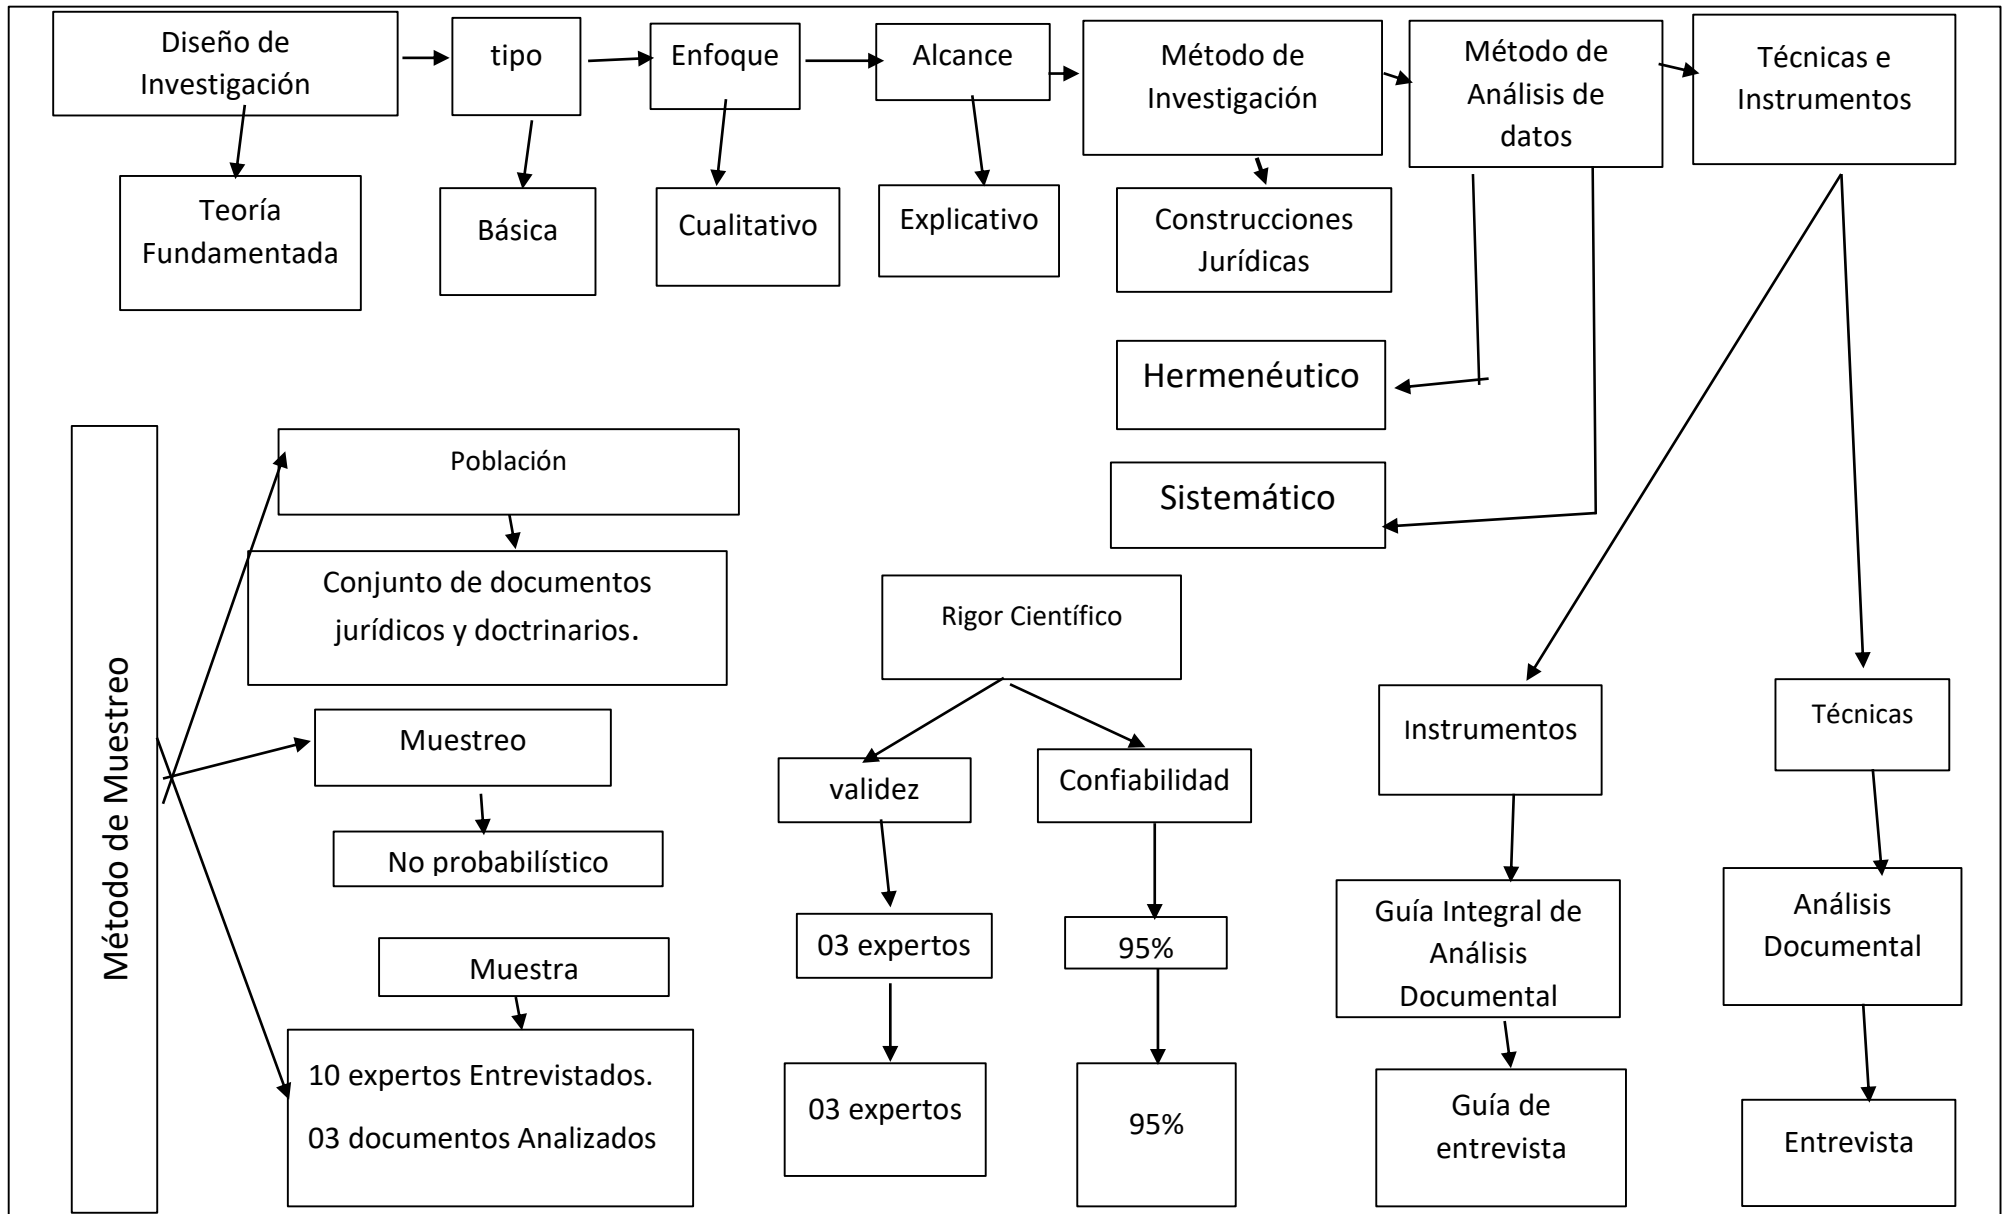 Diseño de
Investigación
tipo
Enfoque
Alcance
Método de
Investigación
Método de
Análisis de
datos
Técnicas e
Instrumentos
Teoría
Fundamentada
Básica
Cualitativo
Explicativo
Construcciones
Jurídicas
Hermenéutico
Sistemático
Método de Muestreo
Población
Conjunto de documentos
jurídicos y doctrinarios.
Muestreo
No probabilístico
Muestra
10 expertos Entrevistados.
03 documentos Analizados
Rigor Científico
validez
Confiabilidad
03 expertos
95%
03 expertos
95%
Instrumentos
Técnicas
Guía Integral de
Análisis
Documental
Análisis
Documental
Guía de
entrevista
Entrevista